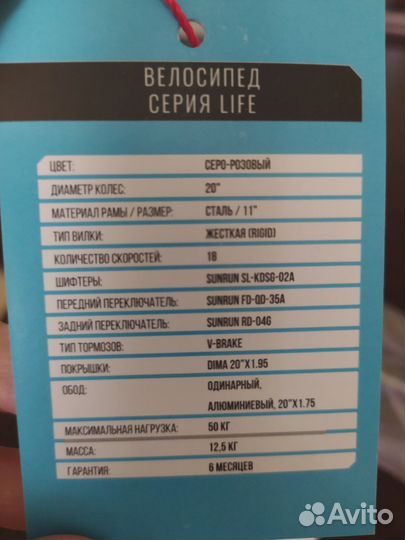 ВЕЛОСИПЕД
СЕРИЯ LIFE
ЦВЕТ: СЕРО-РОЗОВЫЙ
ДИАМЕТР КОЛЕС: 20"
МАТЕРИАЛ РАМЫ / РАЗМЕР: СТАЛЬ / 11"
ТИП ВИЛКИ: ЖЕСТКАЯ (RIGID)
КОЛИЧЕСТВО СКОРОСТЕЙ: 18
ШИФТЕРЫ: SUNRUN SL-KDSG-02A
ПЕРЕДНИЙ ПЕРЕКЛЮЧАТЕЛЬ: SUNRUN FD-QD-35A
ЗАДНИЙ ПЕРЕКЛЮЧАТЕЛЬ: SUNRUN RD-04G
ТИП ТОРМОЗОВ: V-BRAKE
ПОКРЫШКИ: DIMA 20"X1.95
ОБОД: ОДИНАРНЫЙ,
АЛЮМИНИЕВЫЙ, 20"X1.75
МАКСИМАЛЬНАЯ НАГРУЗКА: 50 КГ
МАССА: 12,5 КГ
ГАРАНТИЯ: 6 МЕСЯЦЕВ
Avito